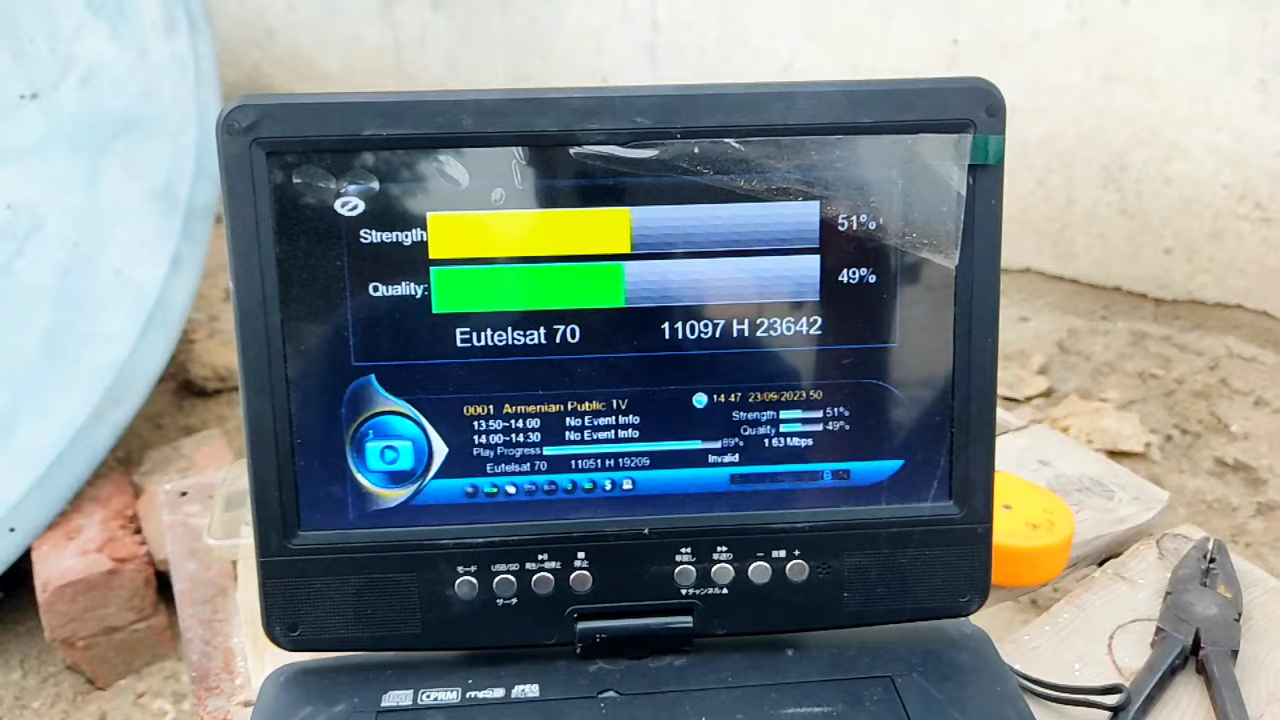 Strength 51%
Quality: 49%
Eutelsat 70 11097 H 23642
0001 Armenian Public TV 14 47 23/09/2023 50
13:50~14:00 No Event Info Strength 51%
14:00~14:30 No Event Info Quality 49%
Play Progress 89% 1 63 Mbps
Eutelsat 70 11051 H 19209 Invalid
モード USB/SD 再生/一時停止 停止 早戻し 早送り − 音量 +
サーチ ▼チャンネル▲
CPRM mp3 JPEG